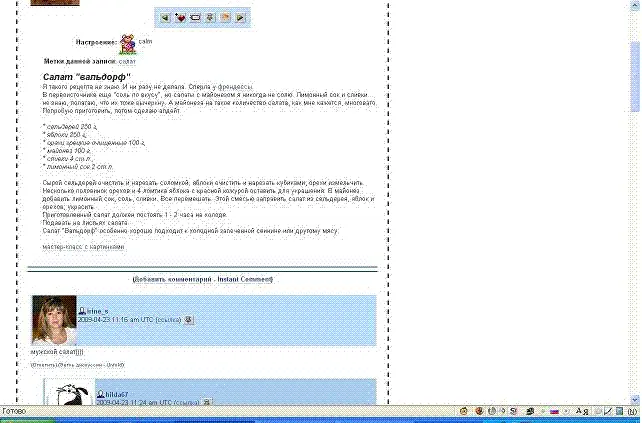 Настроение: calm
Метки данной записи: салат
Салат "вальдорф"
Я такого рецепта не знаю. И ни разу не делала. Сперла у френдессы.
В первоисточнике еще "соль по вкусу", но салаты с майонезом я никогда не солю. Лимонный сок и сливки...
не знаю, полагаю, что их тоже вычеркну. А майонеза на такое количество салата, как мне кажется, многовато.
Попробую приготовить, потом сделаю апдейт.
* сельдерей 250 г,
* яблоки 250 г,
* орехи грецкие очищенные 100 г,
* майонез 100 г,
* сливки 4 ст.л.,
* лимонный сок 2 ст.л.
Сырой сельдерей очистить и нарезать соломкой, яблоки очистить и нарезать кубиками, орехи измельчить.
Несколько половинок орехов и 4 ломтика яблока с красной кожурой оставить для украшения. В майонез
добавить лимонный сок, соль, сливки. Все перемешать. Этой смесью заправить салат из сельдерея, яблок и
орехов, украсить.
Приготовленный салат должен постоять 1 - 2 часа на холоде.
Подавать на листьях салата.
Салат "Вальдорф" особенно хорошо подходит к холодной запеченной свинине или другому мясу.
мастер-класс с картинками
(Добавить комментарий - Instant Comment)
irine_s
2009-04-23 11:16 am UTC (ссылка)
мужской салат))))
(Ответить) (Ветвь дискуссии - Unfold)
hilda67
2009-04-23 11:24 am UTC (ссылка)
Готово